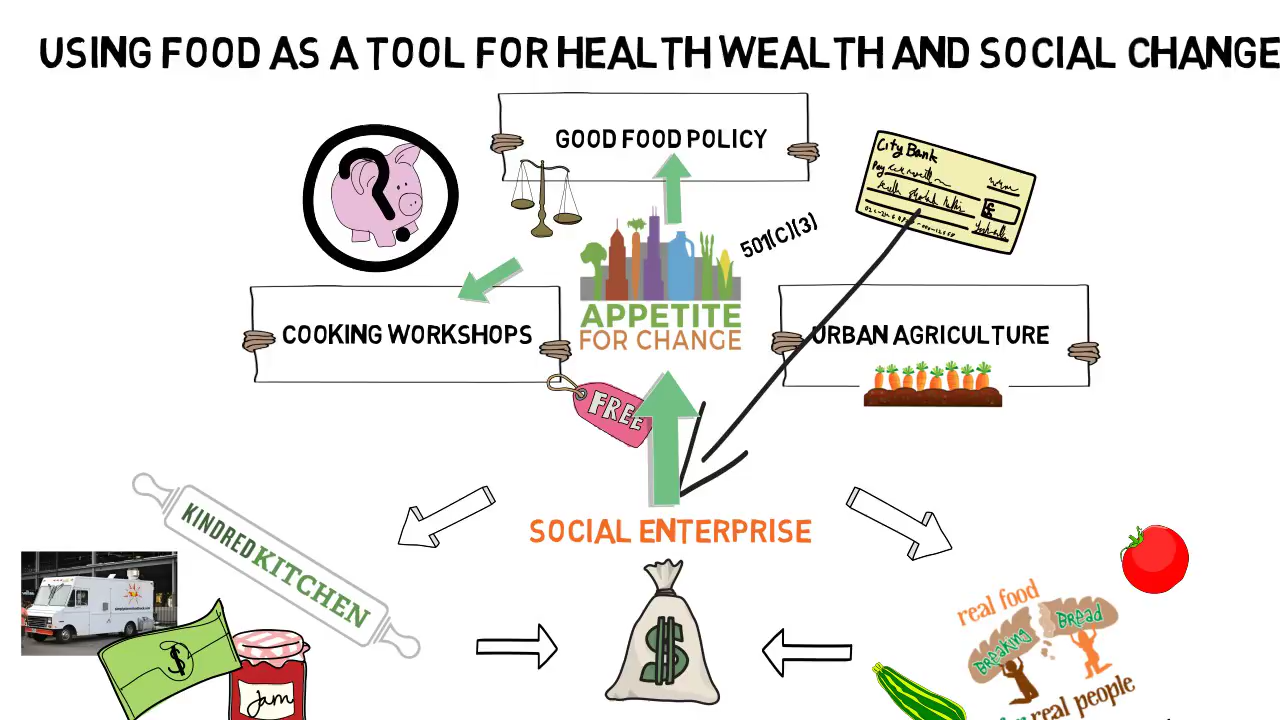 USING FOOD AS A TOOL FOR HEALTH WEALTH AND SOCIAL CHANGE
GOOD FOOD POLICY
City Bank
Pay
501(C)(3)
APPETITE
FOR CHANGE
COOKING WORKSHOPS
URBAN AGRICULTURE
FREE
SOCIAL ENTERPRISE
KINDRED KITCHEN
$
$
Jam
real food
Breaking Bread
real people